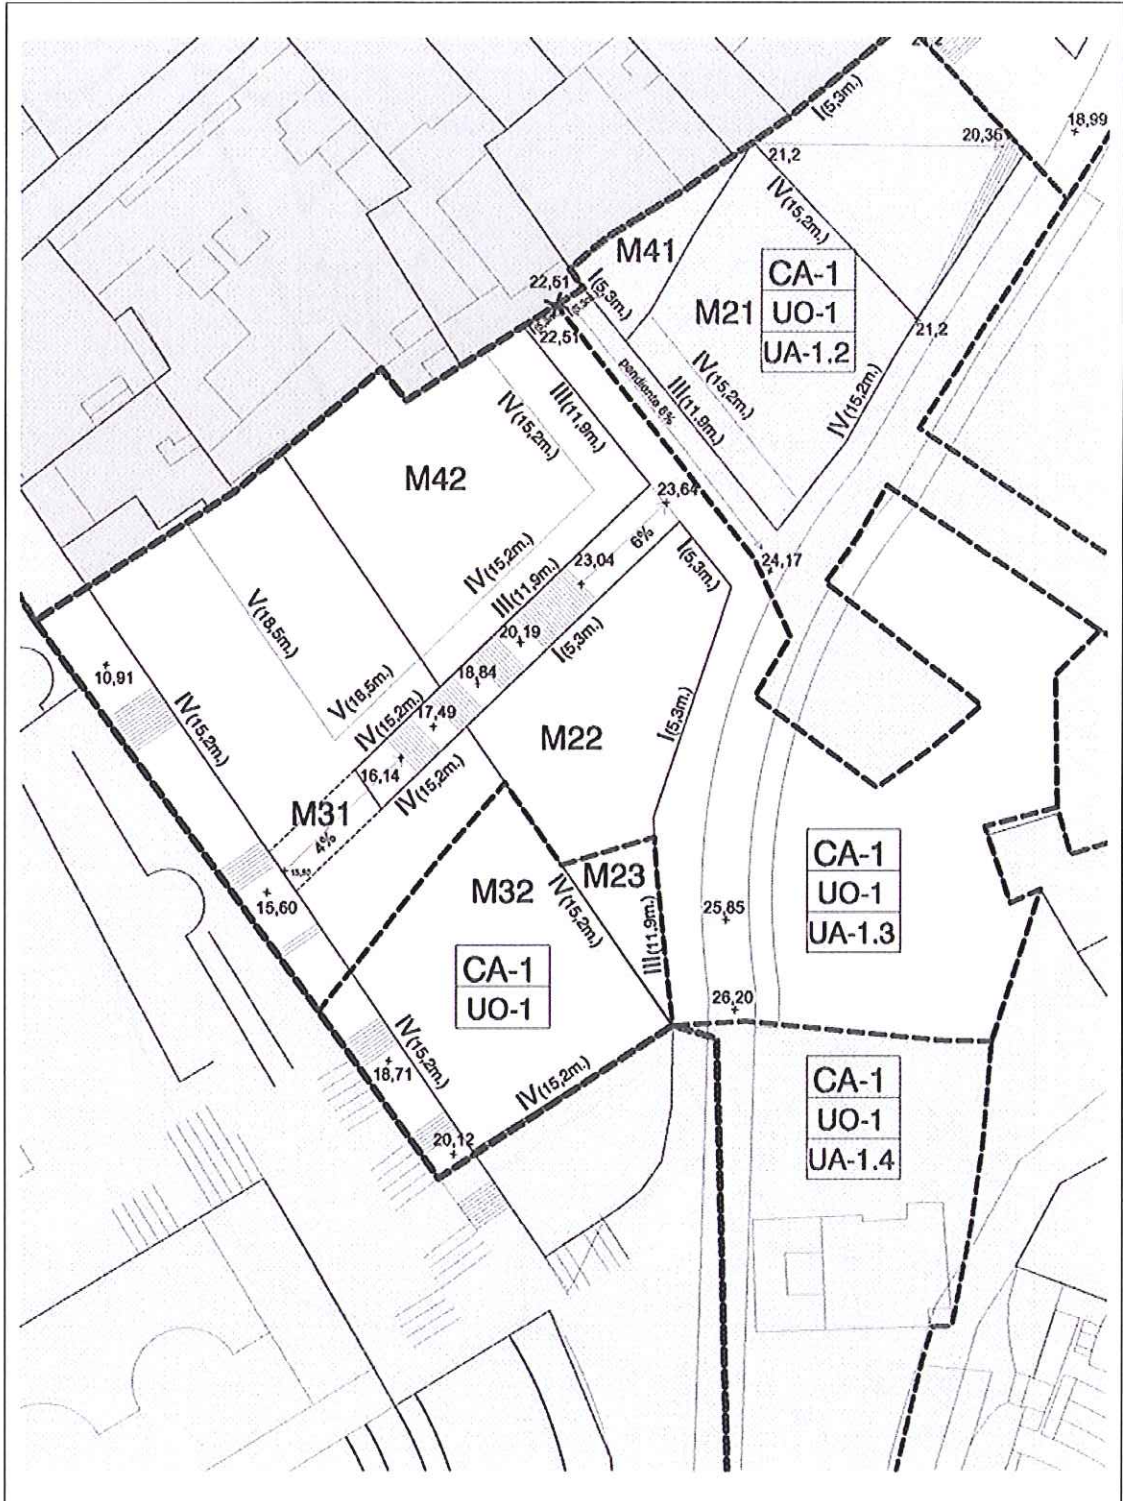 I(5,3m.)
18,99
20,36
21,2
IV(15,2m.)
M41
CA-1
UO-1
UA-1.2
22,51
I(5,3m.)
M21
22,51
21,2
pendiente 6%
IV(15,2m.)
III(11,9m.)
IV(15,2m.)
III(11,9m.)
IV(15,2m.)
M42
23,64
6%
I(5,3m.)
24,17
23,04
IV(15,2m.)
III(11,9m.)
V(18,5m.)
20,19
I(5,3m.)
10,91
18,84
IV(15,2m.)
V(18,5m.)
IV(15,2m.)
17,49
I(5,3m.)
M22
16,14
IV(15,2m.)
M31
4%
CA-1
UO-1
UA-1.3
M23
M32
15,60
IV(15,2m.)
III(11,9m.)
25,85
CA-1
UO-1
26,20
IV(15,2m.)
18,71
IV(15,2m.)
CA-1
UO-1
UA-1.4
20,12